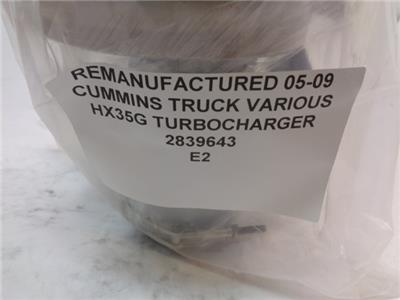 REMANUFACTURED 05-09
CUMMINS TRUCK VARIOUS
HX35G TURBOCHARGER
2839643
E2